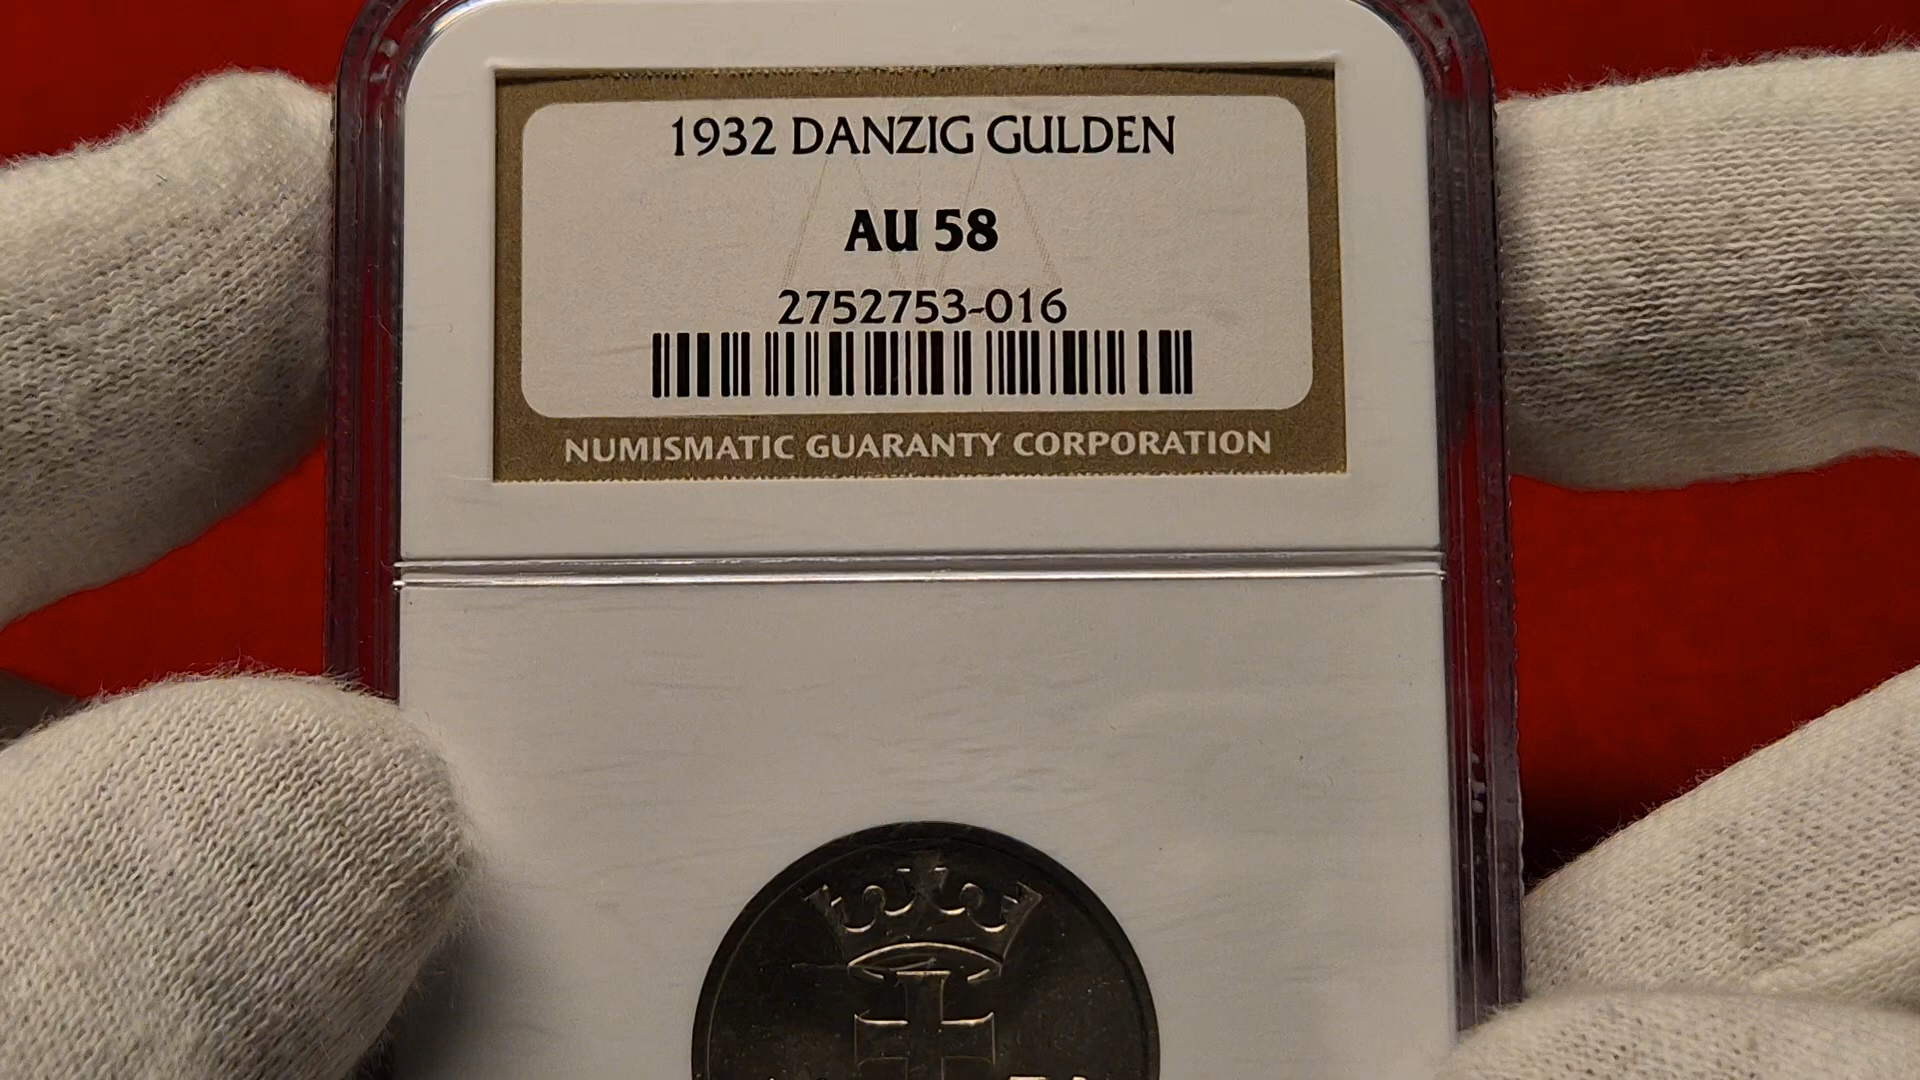 1932 DANZIG GULDEN
AU 58
2752753-016
NUMISMATIC GUARANTY CORPORATION